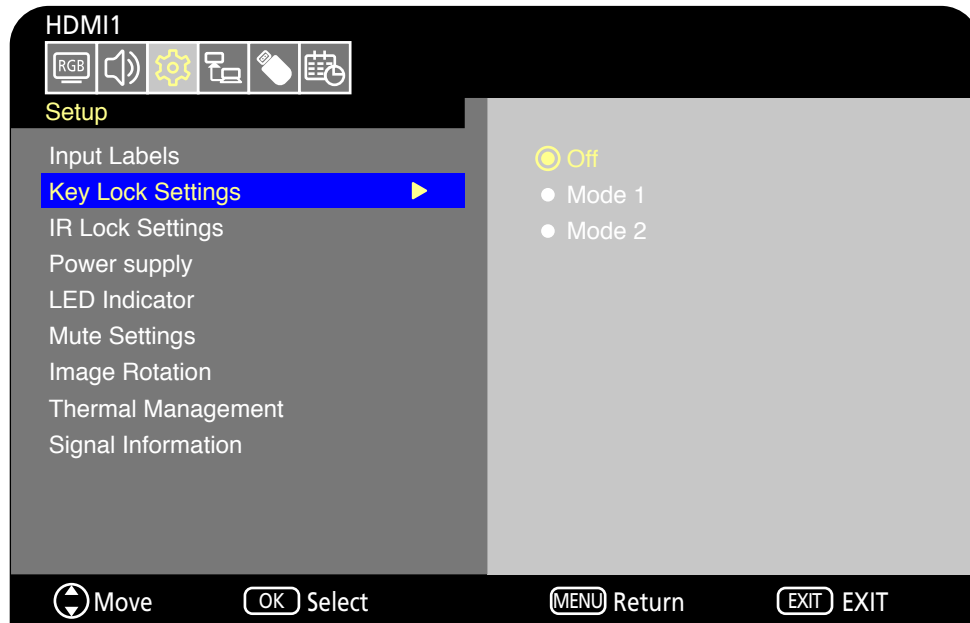 HDMI1
RGB
Setup
Input Labels
Key Lock Settings
IR Lock Settings
Power supply
LED Indicator
Mute Settings
Image Rotation
Thermal Management
Signal Information
Off
Mode 1
Mode 2
Move OK Select MENU Return EXIT EXIT